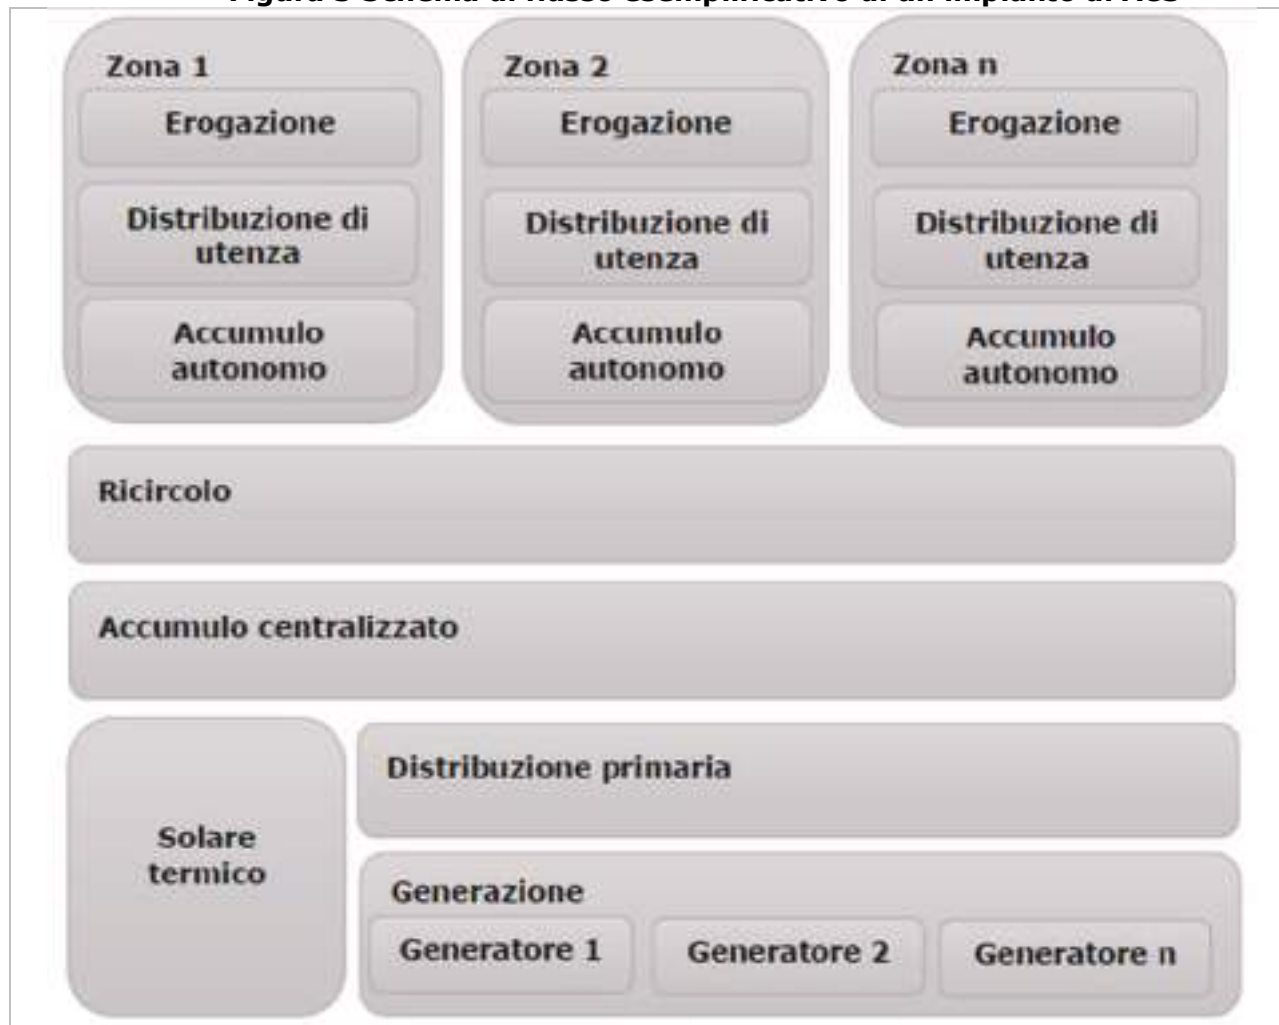 Zona 1
Erogazione
Distribuzione di
utenza
Accumulo
autonomo
Zona 2
Erogazione
Distribuzione di
utenza
Accumulo
autonomo
Zona n
Erogazione
Distribuzione di
utenza
Accumulo
autonomo
Ricircolo
Accumulo centralizzato
Solare
termico
Distribuzione primaria
Generazione
Generatore 1
Generatore 2
Generatore n